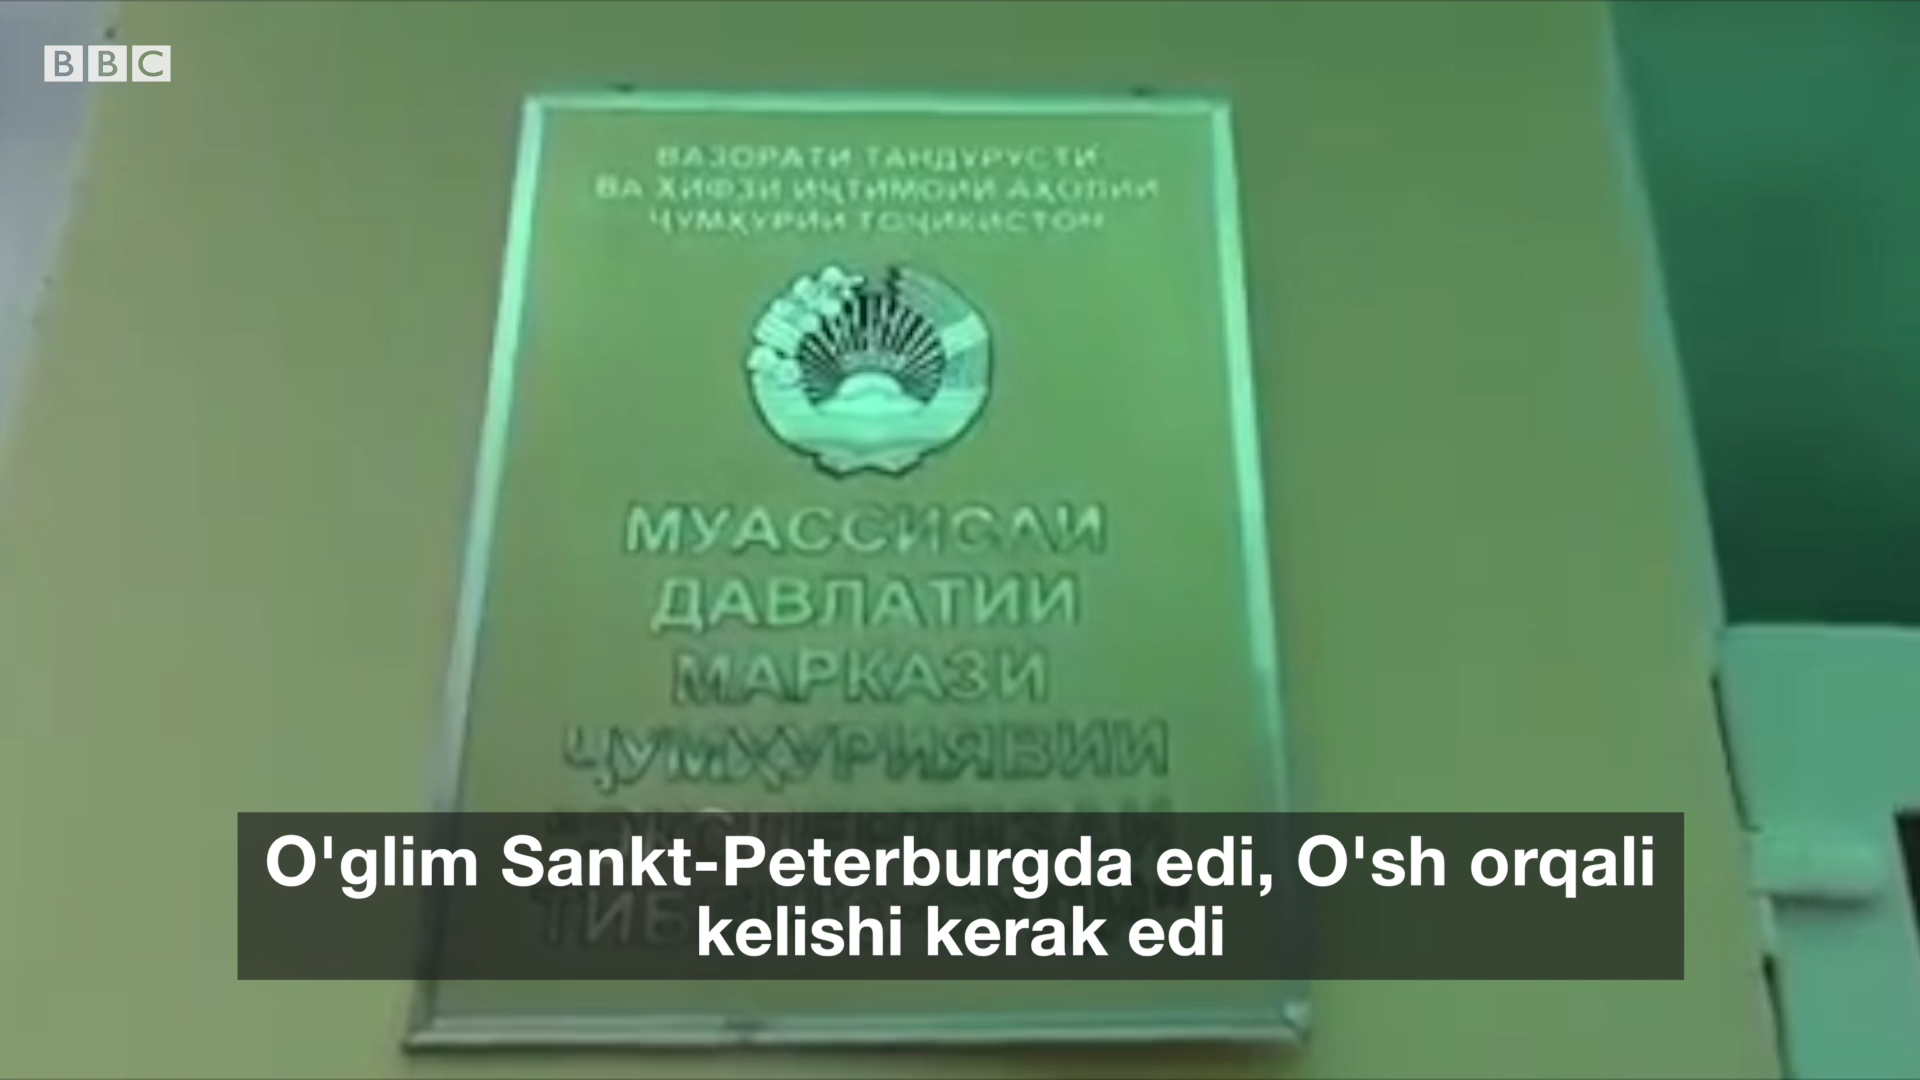 BBC
ВАЗОРАТИ ТАНДУРУСТИ
ВА ҲИФЗИ ИҶТИМОИИ АҲОЛИИ
ҶУМҲУРИИ ТОҶИКИСТОН
МУАССИСАИ
ДАВЛАТИИ
МАРКАЗИ
ҶУМҲУРИЯВИИ
O'glim Sankt-Peterburgda edi, O'sh orqali
kelishi kerak edi